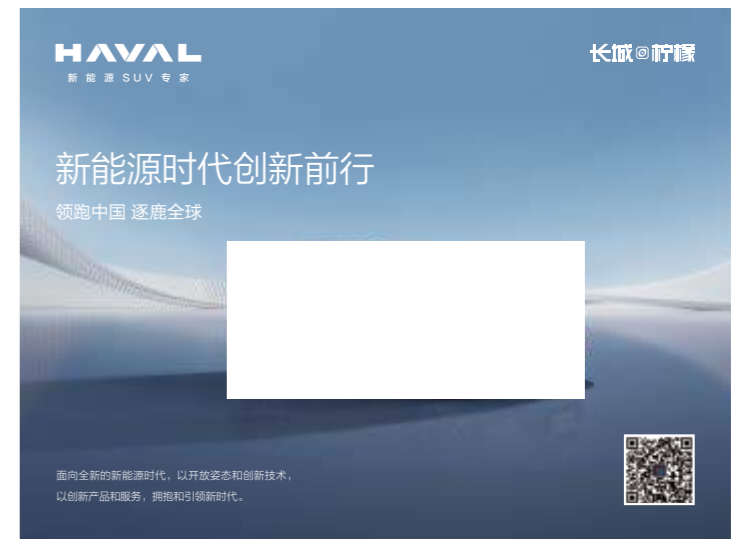 HAVAL
新能源SUV专家
长城@柠檬
新能源时代创新前行
领跑中国 逐鹿全球
面向全新的新能源时代，以开放姿态和创新技术，
以创新产品和服务，拥抱和引领新时代。